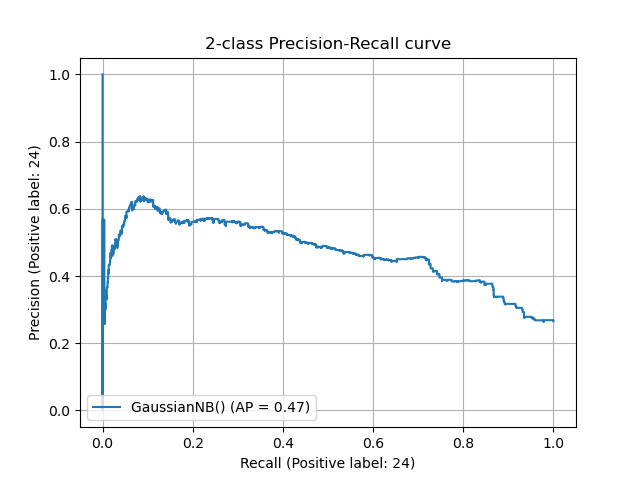 2-class Precision-Recall curve
Precision (Positive label: 24)
1.0
0.8
0.6
0.4
0.2
0.0
GaussianNB() (AP = 0.47)
0.0 0.2 0.4 0.6 0.8 1.0
Recall (Positive label: 24)